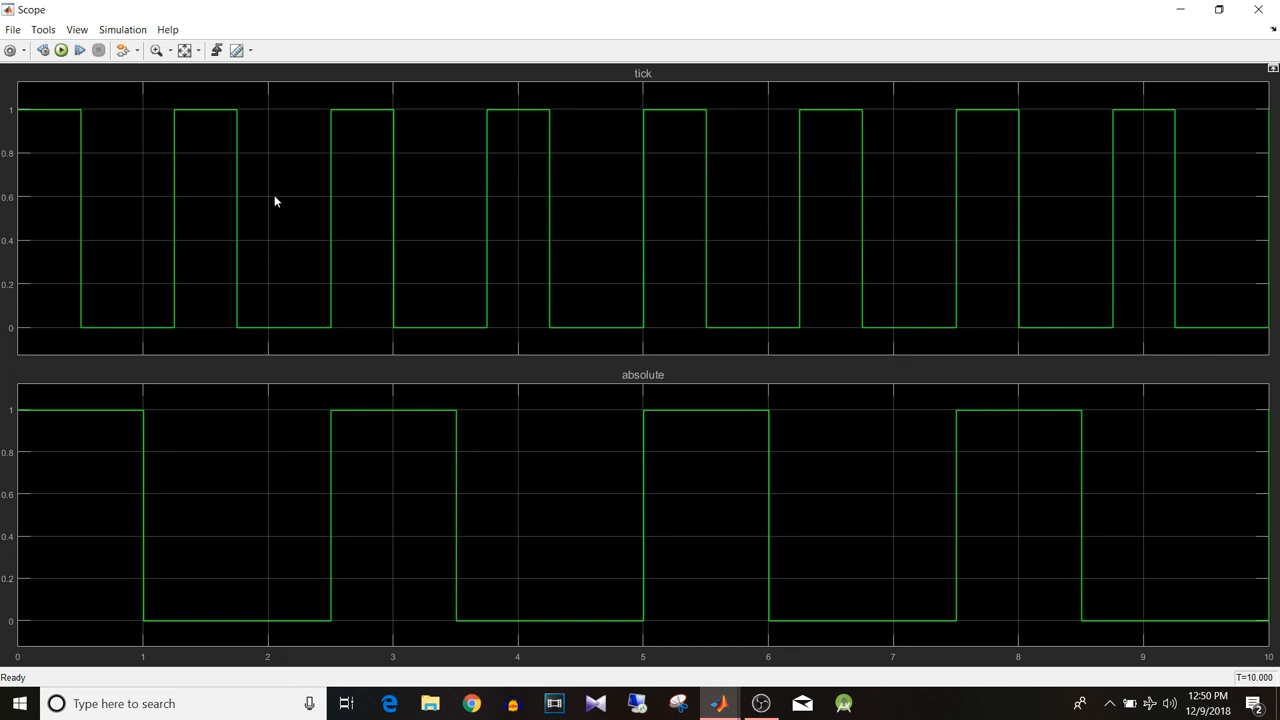 Scope
File Tools View Simulation Help
tick
1
0.8
0.6
0.4
0.2
0
absolute
1
0.8
0.6
0.4
0.2
0
0 1 2 3 4 5 6 7 8 9 10
Ready T=10.000
Type here to search
12:50 PM
12/9/2018
2